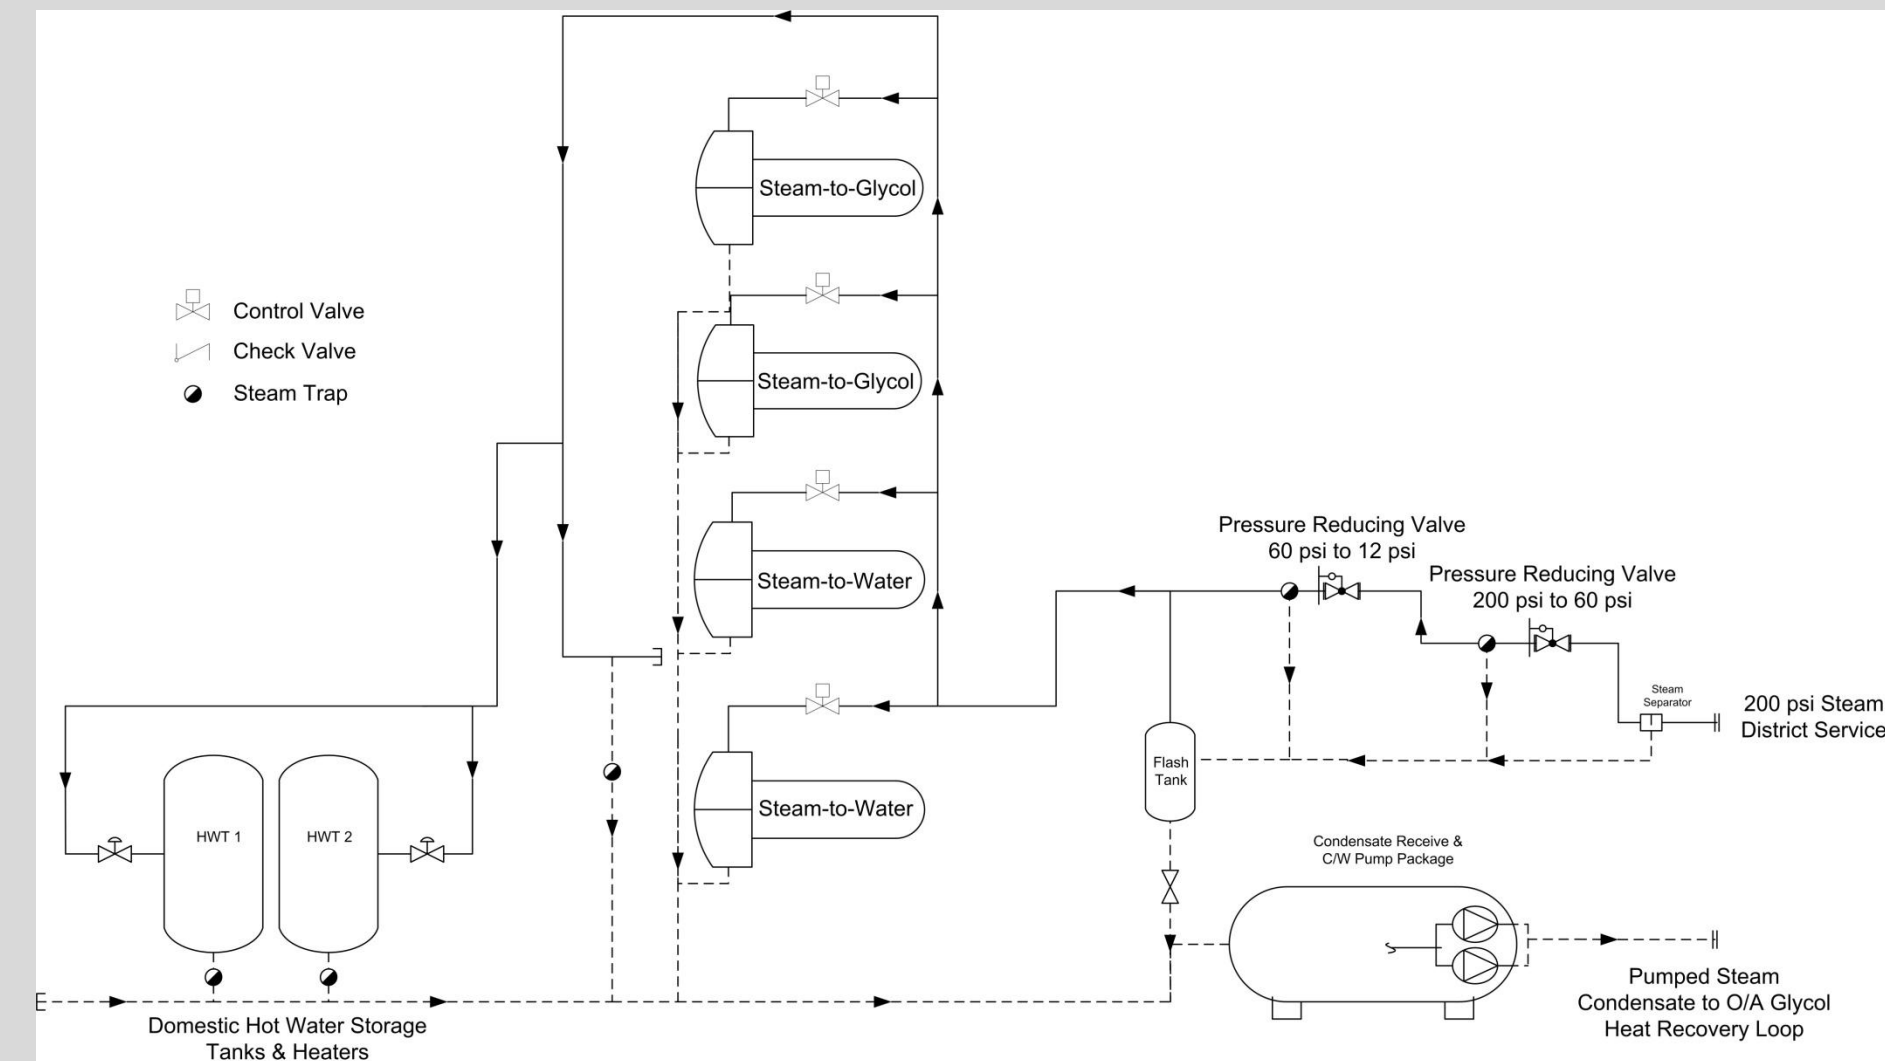 Steam-to-Glycol
Control Valve
Check Valve
Steam Trap
Steam-to-Glycol
Steam-to-Water
Pressure Reducing Valve
60 psi to 12 psi
Pressure Reducing Valve
200 psi to 60 psi
Steam
Separator
200 psi Steam
District Service
Flash
Tank
Steam-to-Water
HWT 1
HWT 2
Condensate Receive &
C/W Pump Package
Pumped Steam
Condensate to O/A Glycol
Heat Recovery Loop
Domestic Hot Water Storage
Tanks & Heaters